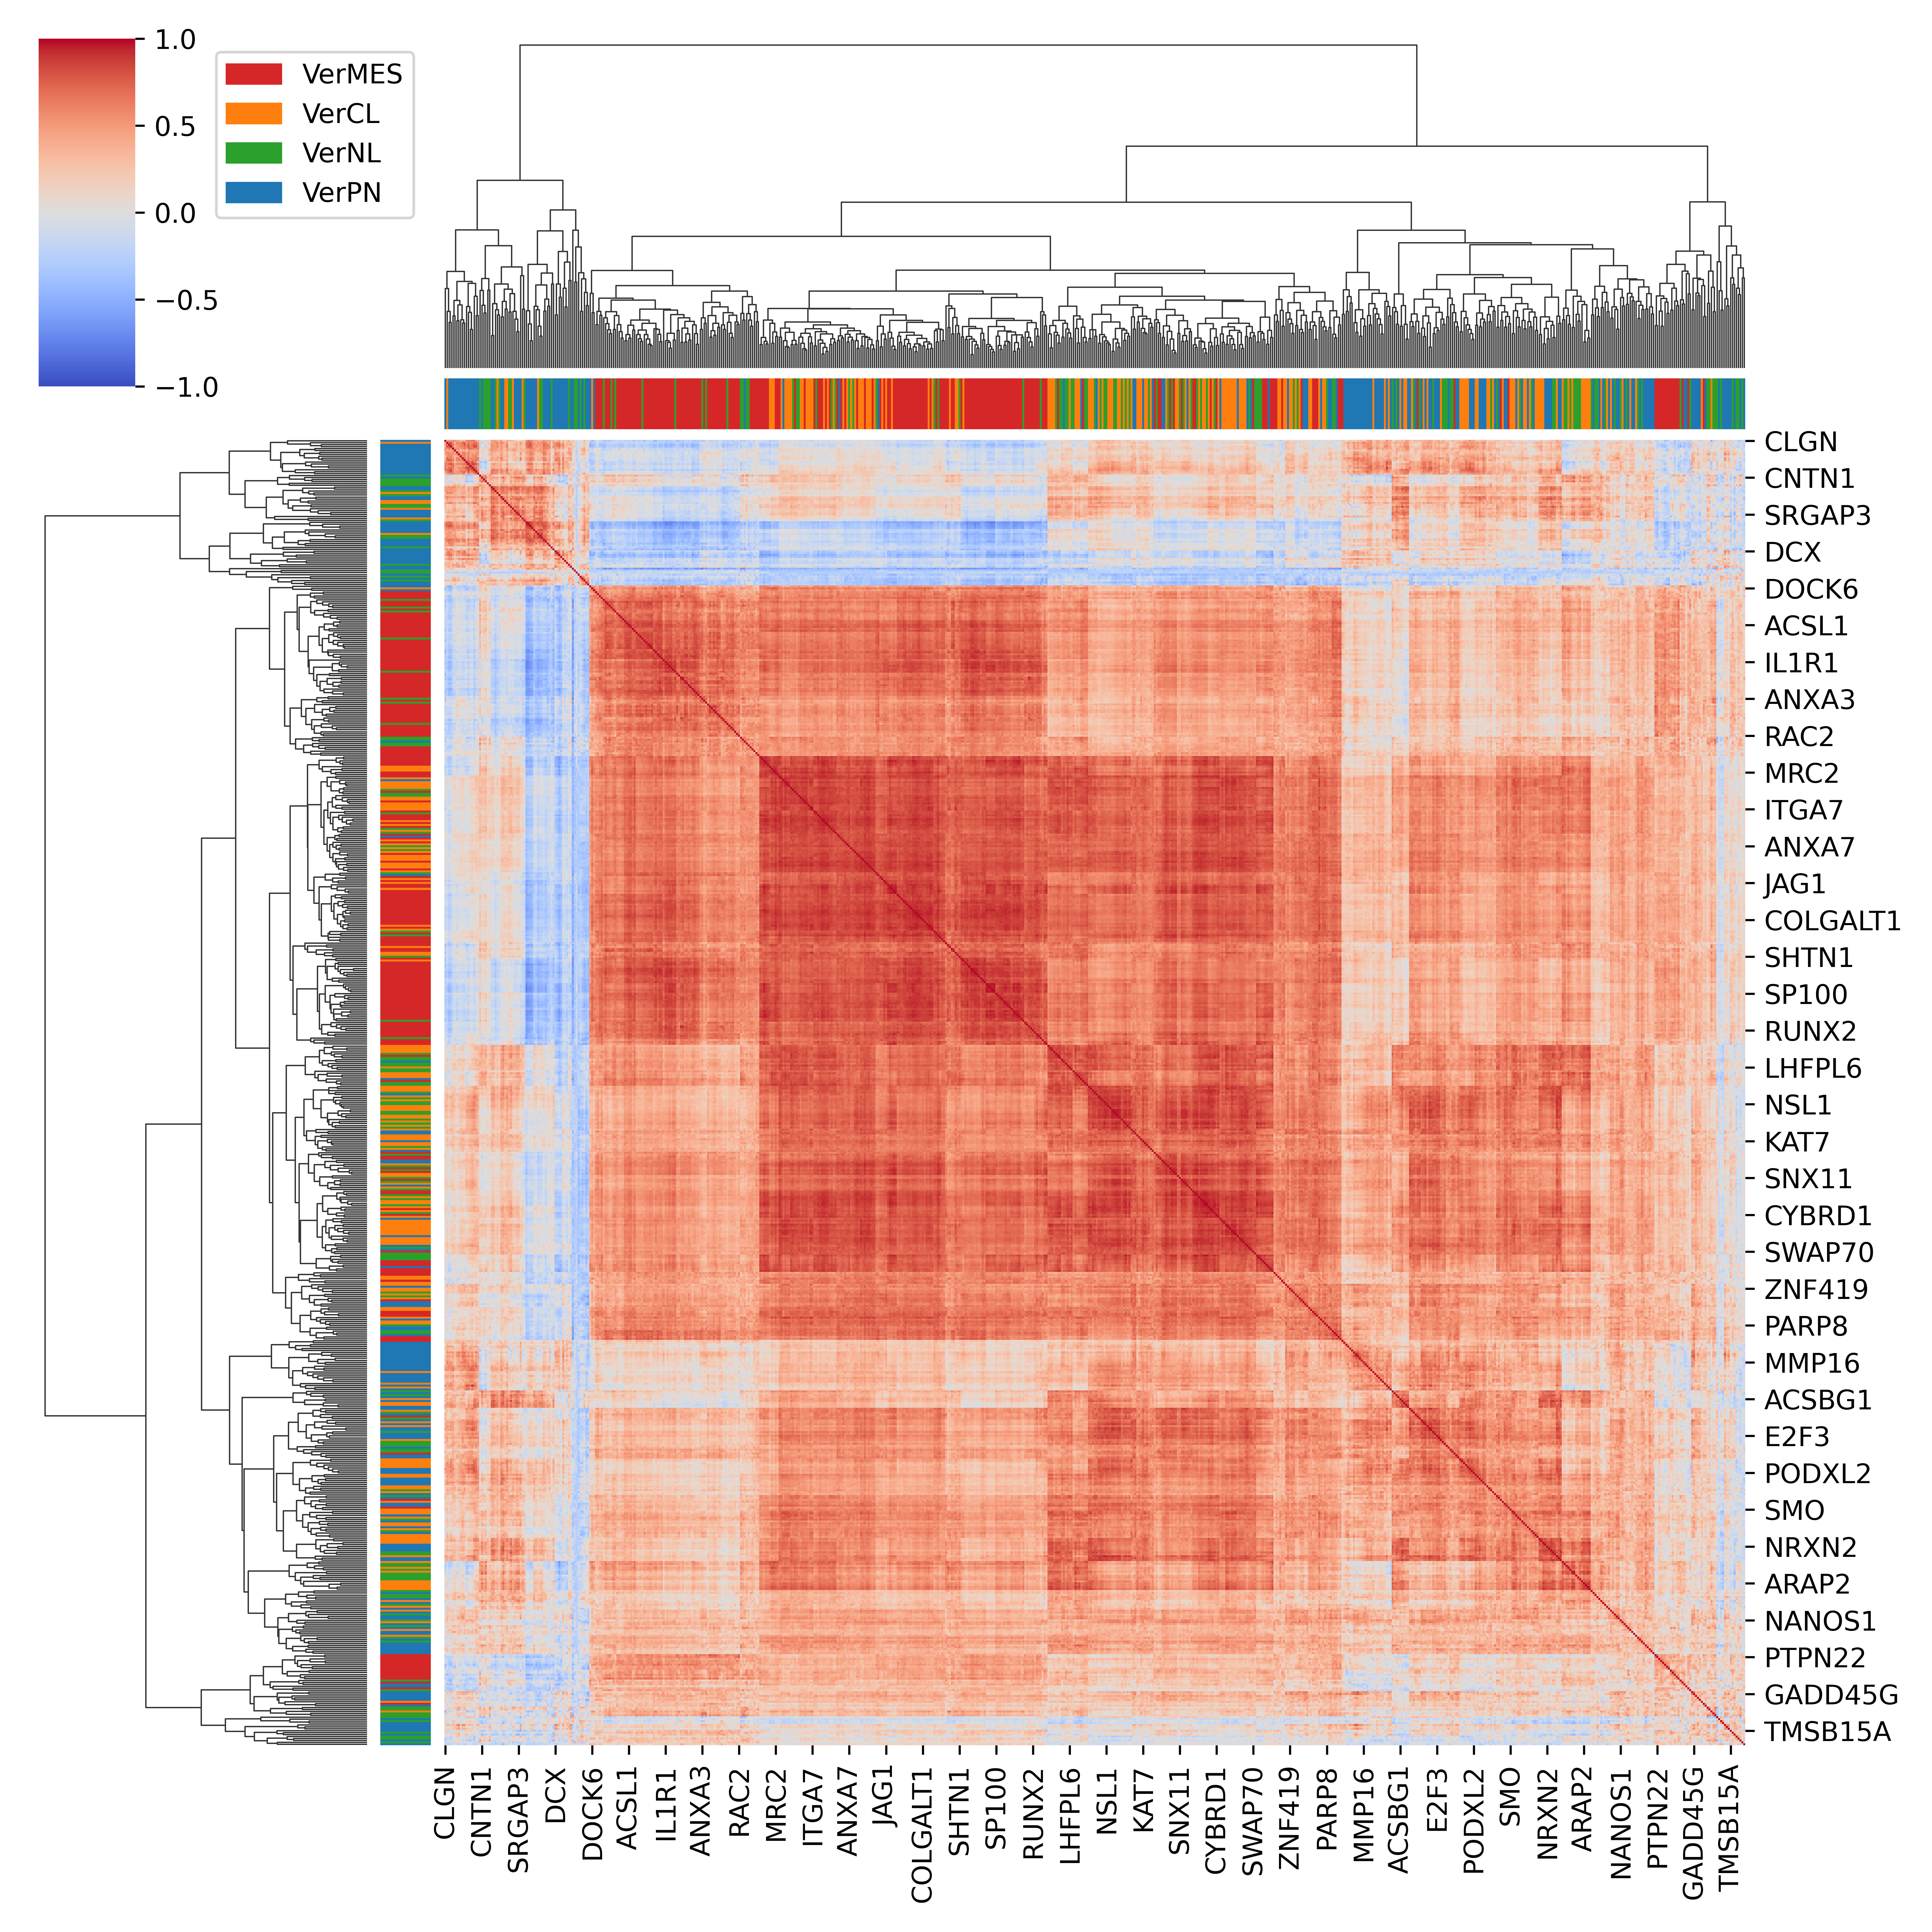 1.0
0.5
0.0
−0.5
−1.0
VerMES
VerCL
VerNL
VerPN
CLGN
CNTN1
SRGAP3
DCX
DOCK6
ACSL1
IL1R1
ANXA3
RAC2
MRC2
ITGA7
ANXA7
JAG1
COLGALT1
SHTN1
SP100
RUNX2
LHFPL6
NSL1
KAT7
SNX11
CYBRD1
SWAP70
ZNF419
PARP8
MMP16
ACSBG1
E2F3
PODXL2
SMO
NRXN2
ARAP2
NANOS1
PTPN22
GADD45G
TMSB15A
CLGN
CNTN1
SRGAP3
DCX
DOCK6
ACSL1
IL1R1
ANXA3
RAC2
MRC2
ITGA7
ANXA7
JAG1
COLGALT1
SHTN1
SP100
RUNX2
LHFPL6
NSL1
KAT7
SNX11
CYBRD1
SWAP70
ZNF419
PARP8
MMP16
ACSBG1
E2F3
PODXL2
SMO
NRXN2
ARAP2
NANOS1
PTPN22
GADD45G
TMSB15A